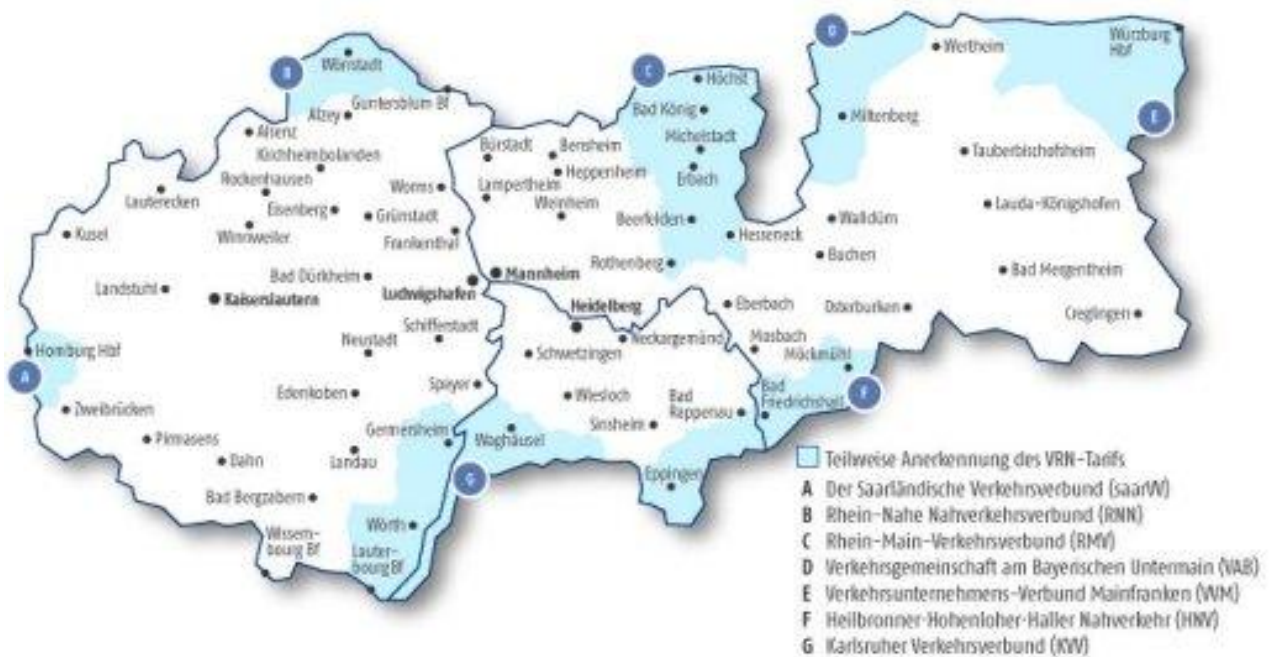 D
Wertheim
Würzburg
Hbf
B
Wörrstadt
C
Höchst
Guntersblum Bf
Bad König
Alzey
Miltenberg
E
Alsenz
Michelstadt
Kirchheimbolanden
Bürstadt
Bensheim
Tauberbischofsheim
Rockenhausen
Worms
Lampertheim
Heppenheim
Erbach
Lauterecken
Eisenberg
Grünstadt
Weinheim
Beerfelden
Walldürn
Lauda-Königshofen
Kusel
Winnweiler
Frankenthal
Hesseneck
Buchen
Bad Dürkheim
Mannheim
Rothenberg
Bad Mergentheim
Landstuhl
Kaiserslautern
Ludwigshafen
Heidelberg
Eberbach
Osterburken
Creglingen
Schifferstadt
Neckargemünd
Mosbach
Homburg Hbf
Neustadt
Schwetzingen
Möckmühl
A
Edenkoben
Speyer
Wiesloch
Bad
Rappenau
Bad
Friedrichshall
F
Zweibrücken
Sinsheim
Germersheim
Waghäusel
Pirmasens
Dahn
Landau
G
Eppingen
Bad Bergzabern
Wörth
Wissem-
bourg Bf
Lauter-
bourg Bf
Teilweise Anerkennung des VRN-Tarifs
A Der Saarländische Verkehrsverbund (saarVV)
B Rhein-Nahe Nahverkehrsverbund (RNN)
C Rhein-Main-Verkehrsverbund (RMV)
D Verkehrsgemeinschaft am Bayerischen Untermain (VAB)
E Verkehrsunternehmens-Verbund Mainfranken (VVM)
F Heilbronner-Hohenloher-Haller Nahverkehr (HNV)
G Karlsruher Verkehrsverbund (KVV)